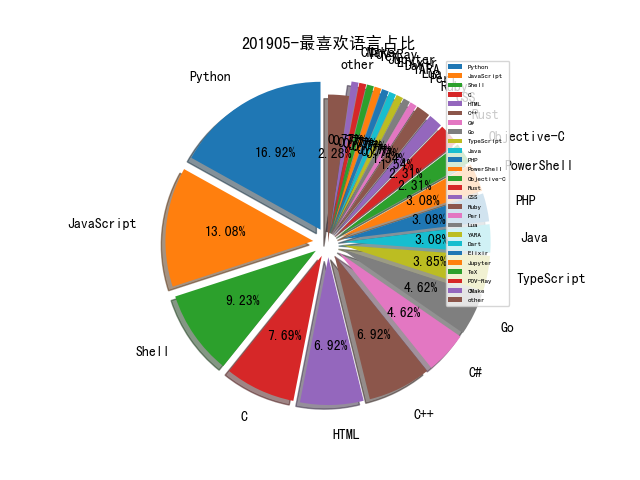 201905-最喜欢语言占比
Python
JavaScript
Shell
C
HTML
C++
C#
Go
TypeScript
Java
PHP
PowerShell
Objective-C
other
16.92%
13.08%
9.23%
7.69%
6.92%
6.92%
4.62%
4.62%
3.85%
3.08%
3.08%
3.08%
2.31%
2.31%
1.54%
2.28%
Python
JavaScript
Shell
C
HTML
C++
C#
Go
TypeScript
Java
PHP
PowerShell
Objective-C
Rust
CSS
Ruby
Perl
Lua
YARA
Dart
Elixir
Jupyter
TeX
POV-Ray
CMake
other